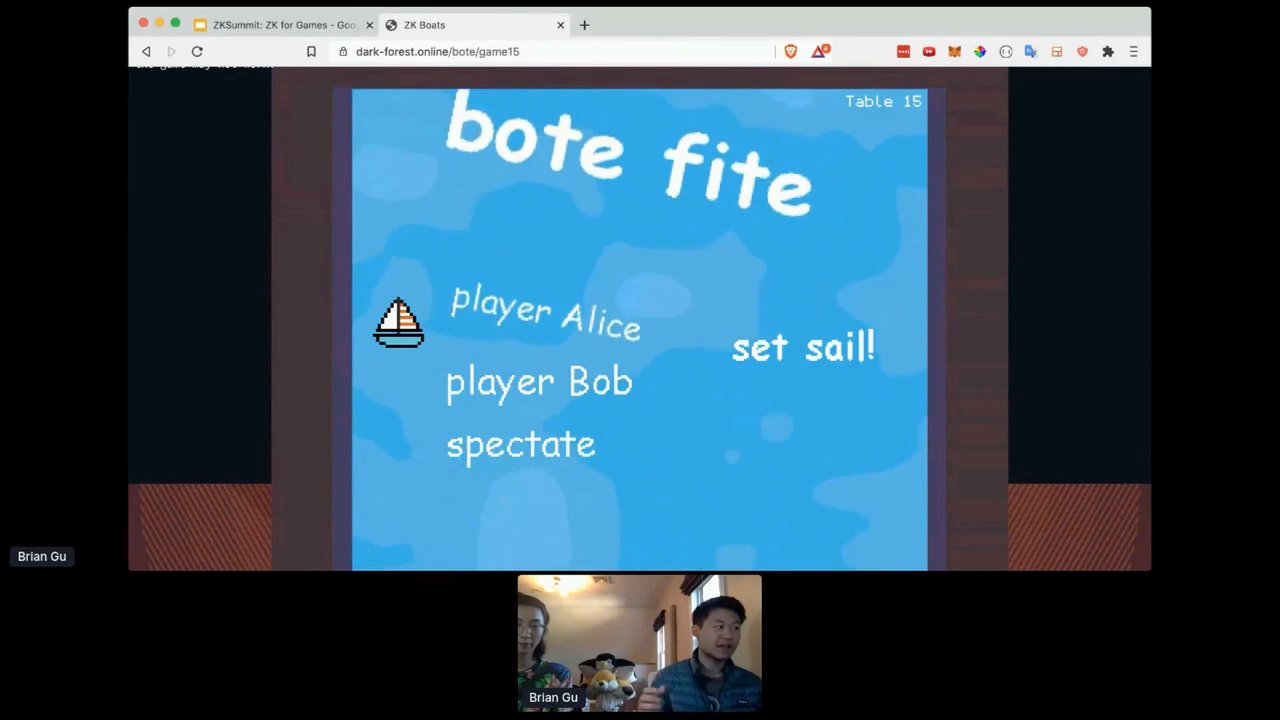 ZKSummit: ZK for Games - Goo
ZK Boats
dark-forest.online/bote/game15
4
Table 15
bote fite
player Alice
set sail!
player Bob
spectate
Brian Gu
Brian Gu